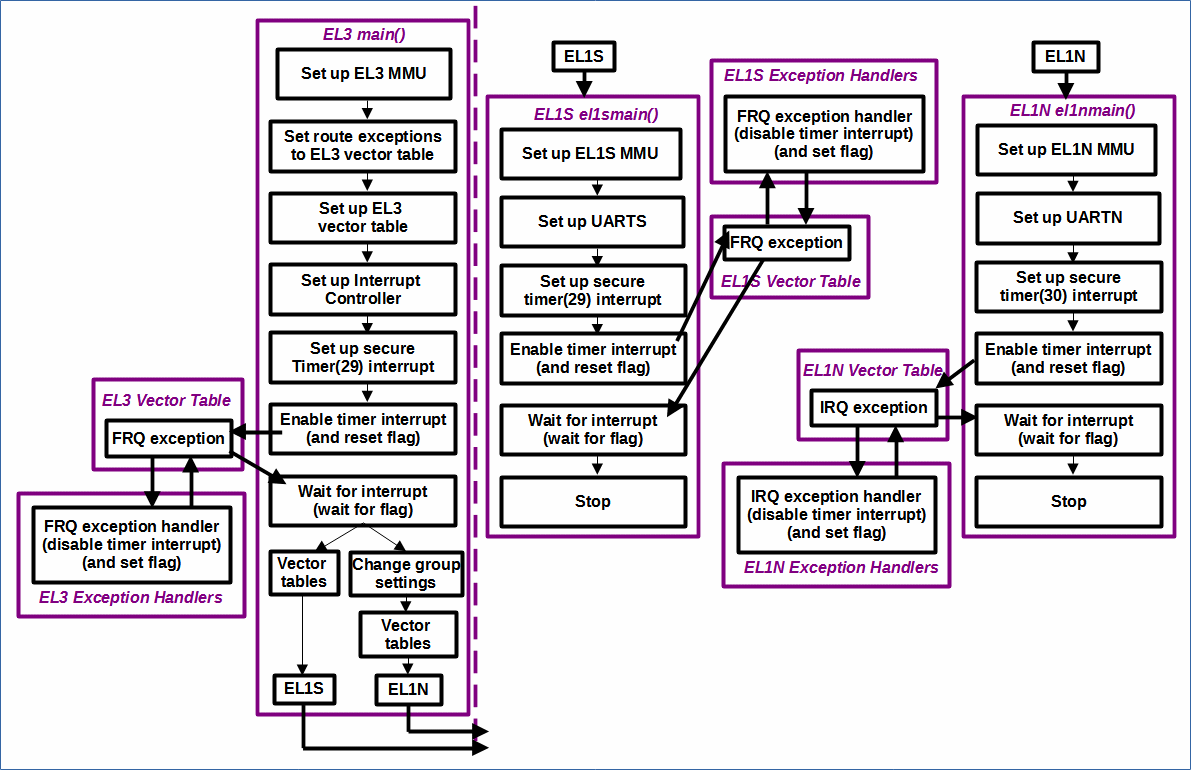 EL3 main()
Set up EL3 MMU
Set route exceptions
to EL3 vector table
Set up EL3
vector table
Set up Interrupt
Controller
Set up secure
Timer(29) interrupt
Enable timer interrupt
(and reset flag)
Wait for interrupt
(wait for flag)
Vector
tables
Change group
settings
Vector
tables
EL1S
EL1N
EL3 Vector Table
FRQ exception
FRQ exception handler
(disable timer interrupt)
(and set flag)
EL3 Exception Handlers
EL1S
EL1S el1smain()
Set up EL1S MMU
Set up UARTS
Set up secure
timer(29) interrupt
Enable timer interrupt
(and reset flag)
Wait for interrupt
(wait for flag)
Stop
EL1S Exception Handlers
FRQ exception handler
(disable timer interrupt)
(and set flag)
FRQ exception
EL1S Vector Table
EL1N
EL1N el1nmain()
Set up EL1N MMU
Set up UARTN
Set up secure
timer(30) interrupt
Enable timer interrupt
(and reset flag)
Wait for interrupt
(wait for flag)
Stop
EL1N Vector Table
IRQ exception
IRQ exception handler
(disable timer interrupt)
(and set flag)
EL1N Exception Handlers